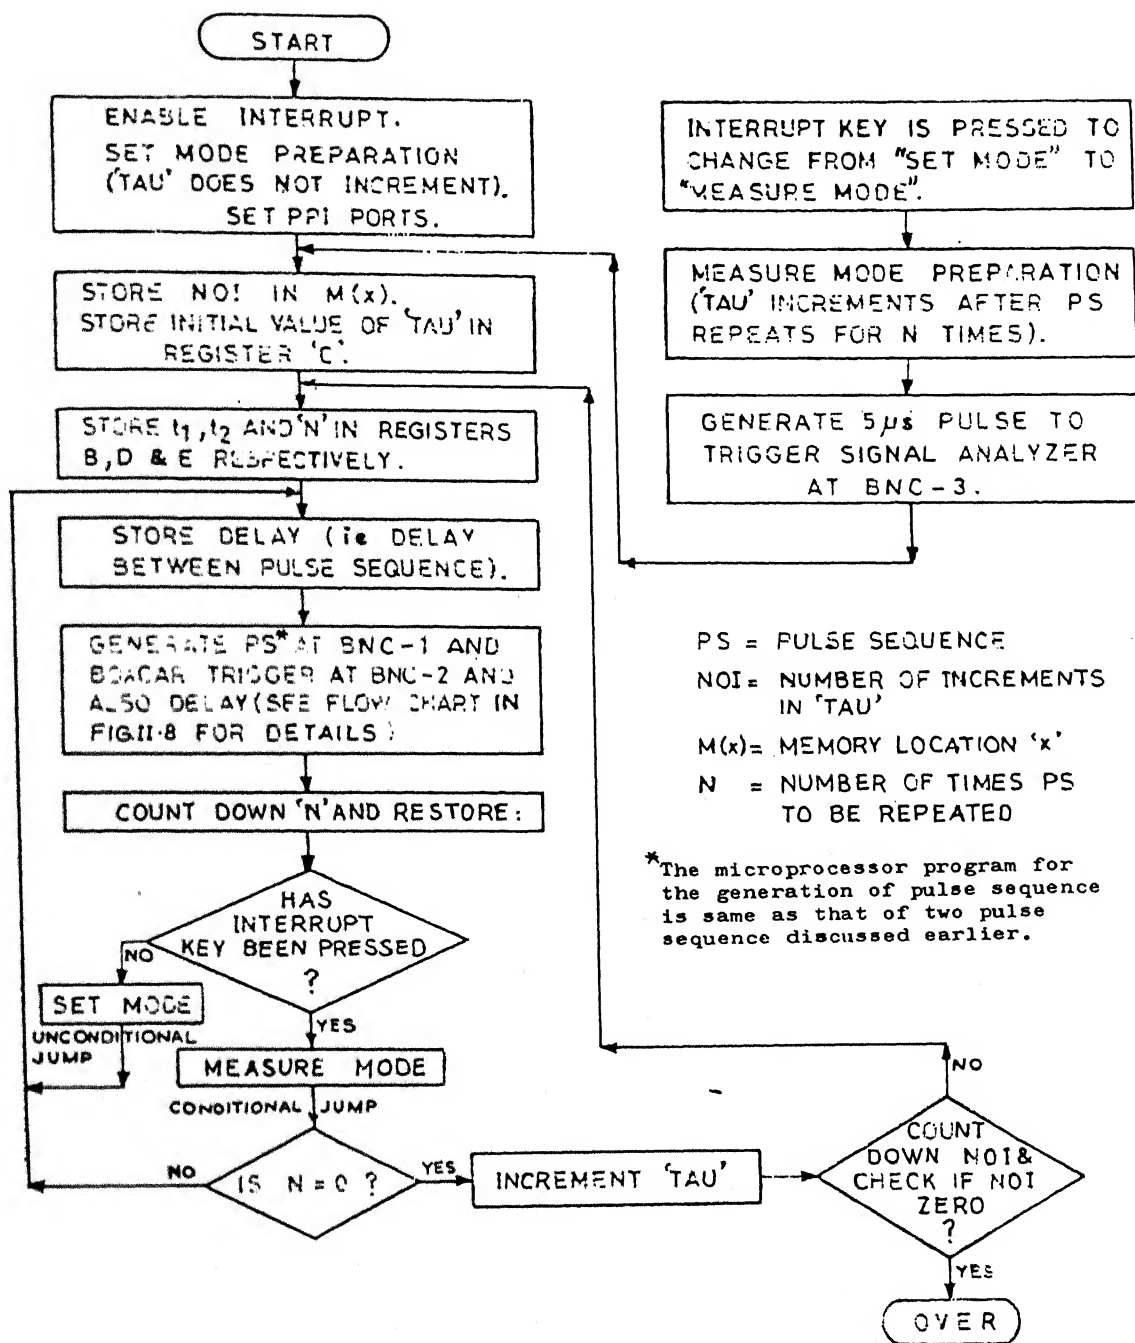 START
ENABLE INTERRUPT.
SET MODE PREPARATION
('TAU' DOES NOT INCREMENT).
SET PPI PORTS.
STORE NOI IN M(x).
STORE INITIAL VALUE OF 'TAU' IN
REGISTER 'C'.
STORE t1, t2 AND 'N' IN REGISTERS
B, D & E RESPECTIVELY.
STORE DELAY (ie DELAY
BETWEEN PULSE SEQUENCE).
GENERATE PS* AT BNC-1 AND
BOXCAR TRIGGER AT BNC-2 AND
ALSO DELAY (SEE FLOW CHART IN
FIG.II.8 FOR DETAILS)
COUNT DOWN 'N' AND RESTORE:
HAS
INTERRUPT
KEY BEEN PRESSED
?
NO
SET MODE
UNCONDITIONAL
JUMP
YES
MEASURE MODE
CONDITIONAL JUMP
NO
IS N = 0 ?
YES
INCREMENT 'TAU'
COUNT
DOWN NOI &
CHECK IF NOI
ZERO
?
NO
YES
OVER
INTERRUPT KEY IS PRESSED TO
CHANGE FROM "SET MODE" TO
"MEASURE MODE".
MEASURE MODE PREPARATION
('TAU' INCREMENTS AFTER PS
REPEATS FOR N TIMES).
GENERATE 5 µs PULSE TO
TRIGGER SIGNAL ANALYZER
AT BNC-3.
PS = PULSE SEQUENCE
NOI = NUMBER OF INCREMENTS
IN 'TAU'
M(x) = MEMORY LOCATION 'x'
N = NUMBER OF TIMES PS
TO BE REPEATED
*The microprocessor program for
the generation of pulse sequence
is same as that of two pulse
sequence discussed earlier.